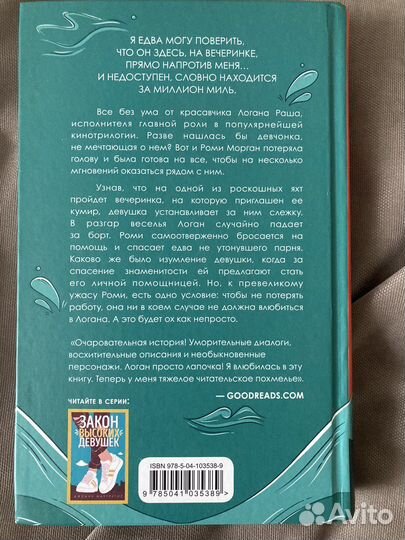 Я ЕДВА МОГУ ПОВЕРИТЬ,
ЧТО ОН ЗДЕСЬ, НА ВЕЧЕРИНКЕ,
ПРЯМО НАПРОТИВ МЕНЯ...
И НЕДОСТУПЕН, СЛОВНО НАХОДИТСЯ
ЗА МИЛЛИОН МИЛЬ.
Все без ума от красавчика Логана Раша,
исполнителя главной роли в популярнейшей
кинотрилогии. Разве нашлась бы девчонка,
не мечтающая о нем? Вот и Роми Морган потеряла
голову и была готова на все, чтобы на несколько
мгновений оказаться рядом с ним.
Узнав, что на одной из роскошных яхт
пройдет вечеринка, на которую приглашен ее
кумир, девушка устанавливает за ним слежку.
В разгар веселья Логан случайно падает
за борт. Роми самоотверженно бросается на
помощь и спасает едва не утонувшего парня.
Каково же было изумление девушки, когда за
спасение знаменитости ей предлагают стать
его личной помощницей. Но, к превеликому
ужасу Роми, есть одно условие: чтобы не потерять
работу, она ни в коем случае не должна влюбиться
в Логана. А это будет ох как непросто.
«Очаровательная история! Уморительные диалоги,
восхитительные описания и необыкновенные
персонажи. Логан просто лапочка! Я влюбилась в эту
книгу. Теперь у меня тяжелое читательское похмелье».
— GOODREADS.COM
ЧИТАЙТЕ В СЕРИИ:
ЗАКОН
ВЫСОКИХ
ДЕВУШЕК
ISBN 978-5-04-103538-9
9 785041 035389 >
Avito